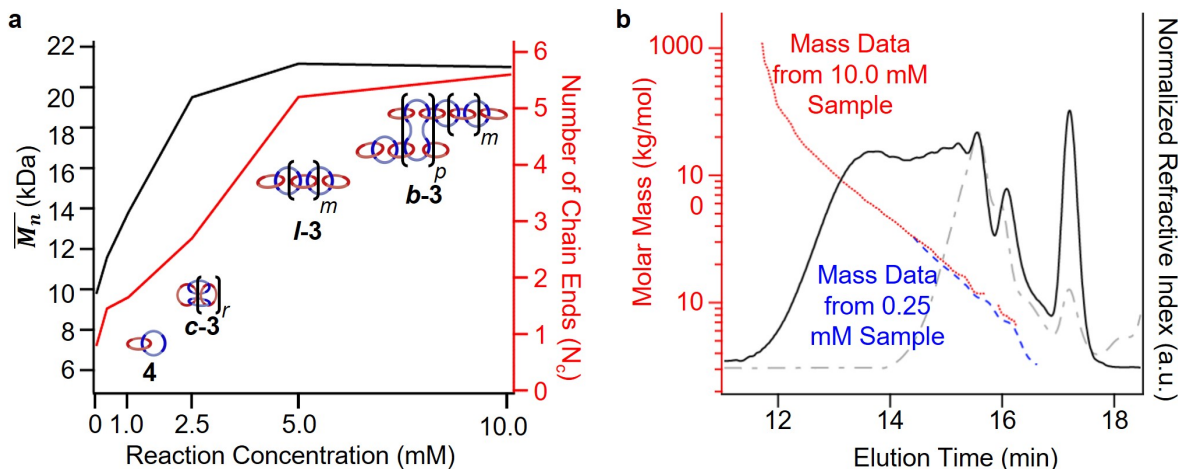 a
22
20
18
16
14
12
10
8
6
M̅n̅ (kDa)
4
c-3
r
l-3
m
b-3
p
m
6
5
4
3
2
1
0
Number of Chain Ends (Nc)
0
1.0
2.5
5.0
10.0
Reaction Concentration (mM)
b
1000
10
0
10
Molar Mass (kg/mol)
Mass Data
from 10.0 mM
Sample
Mass Data
from 0.25
mM Sample
12
14
16
18
Elution Time (min)
Normalized Refractive Index (a.u.)